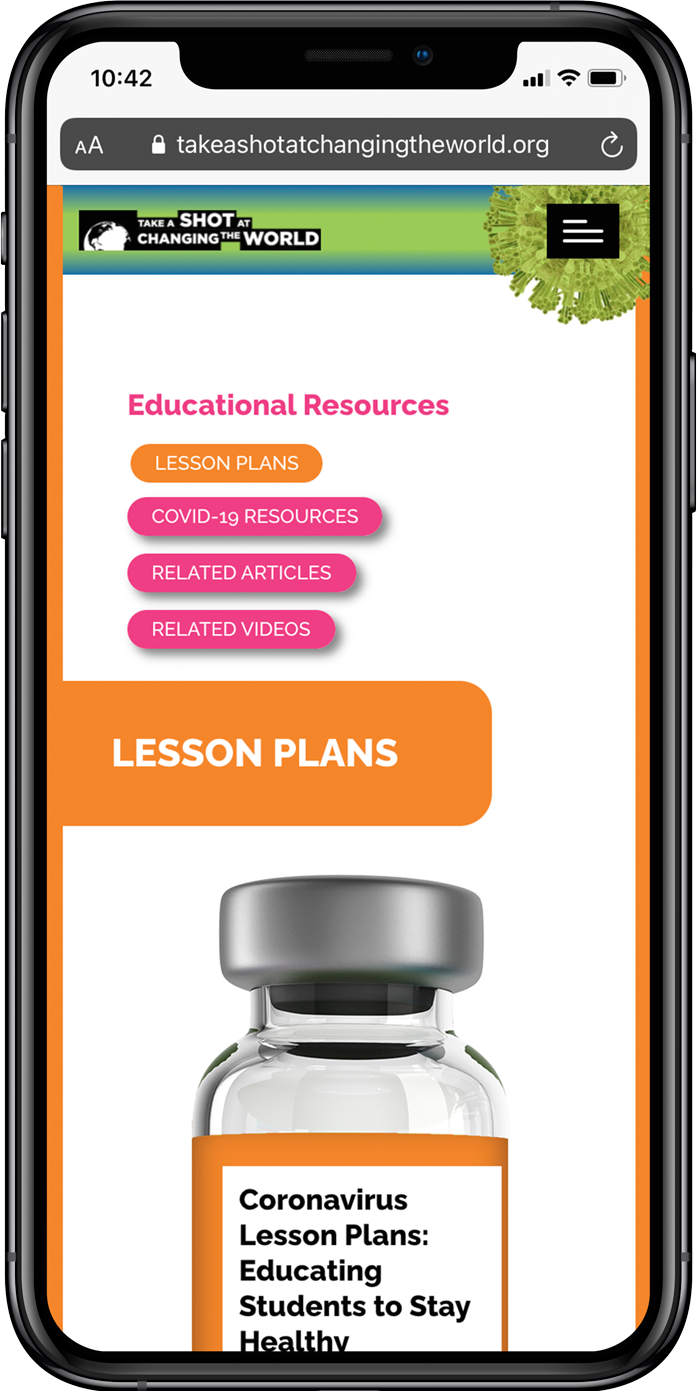 10:42
AA takeashotatchangingtheworld.org
TAKE A SHOT AT
CHANGING THE WORLD
Educational Resources
LESSON PLANS
COVID-19 RESOURCES
RELATED ARTICLES
RELATED VIDEOS
LESSON PLANS
Coronavirus
Lesson Plans:
Educating
Students to Stay
Healthy